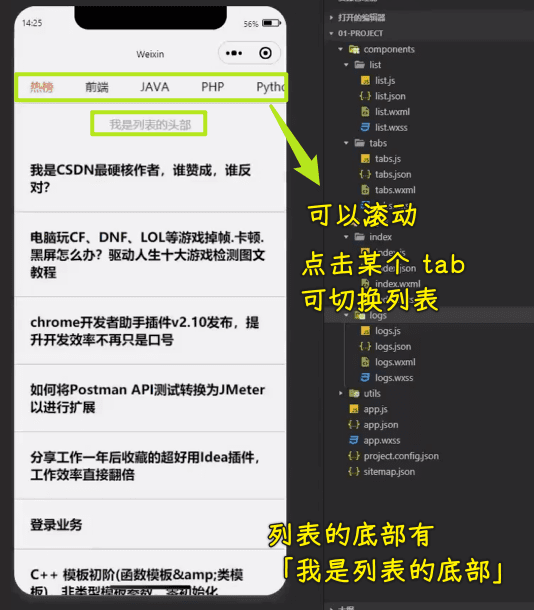 14:25
56%
Weixin
热榜 前端 JAVA PHP Pytho
我是列表的头部
我是CSDN最硬核作者，谁赞成，谁反
对？
电脑玩CF、DNF、LOL等游戏掉帧.卡顿.
黑屏怎么办？驱动人生十大游戏检测图文
教程
chrome开发者助手插件v2.10发布，提
升开发效率不再只是口号
如何将Postman API测试转换为JMeter
以进行扩展
分享工作一年后收藏的超好用Idea插件，
工作效率直接翻倍
登录业务
C++ 模板初阶(函数模板&amp;类模
板)
打开的编辑器
01-PROJECT
components
list
list.js
list.json
list.wxml
list.wxss
tabs
tabs.js
tabs.json
tabs.wxml
index
index.wxml
logs
logs.js
logs.json
logs.wxml
logs.wxss
utils
app.js
app.json
app.wxss
project.config.json
sitemap.json
可以滚动
点击某个 tab
可切换列表
列表的底部有
「我是列表的底部」